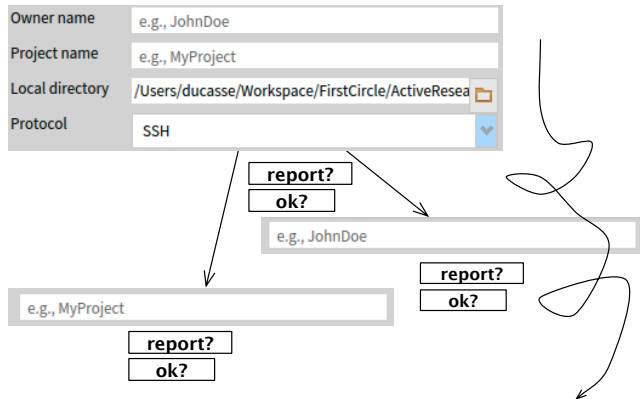 Owner name
e.g., JohnDoe
Project name
e.g., MyProject
Local directory
/Users/ducasse/Workspace/FirstCircle/ActiveResea
Protocol
SSH
report?
ok?
e.g., JohnDoe
report?
ok?
e.g., MyProject
report?
ok?